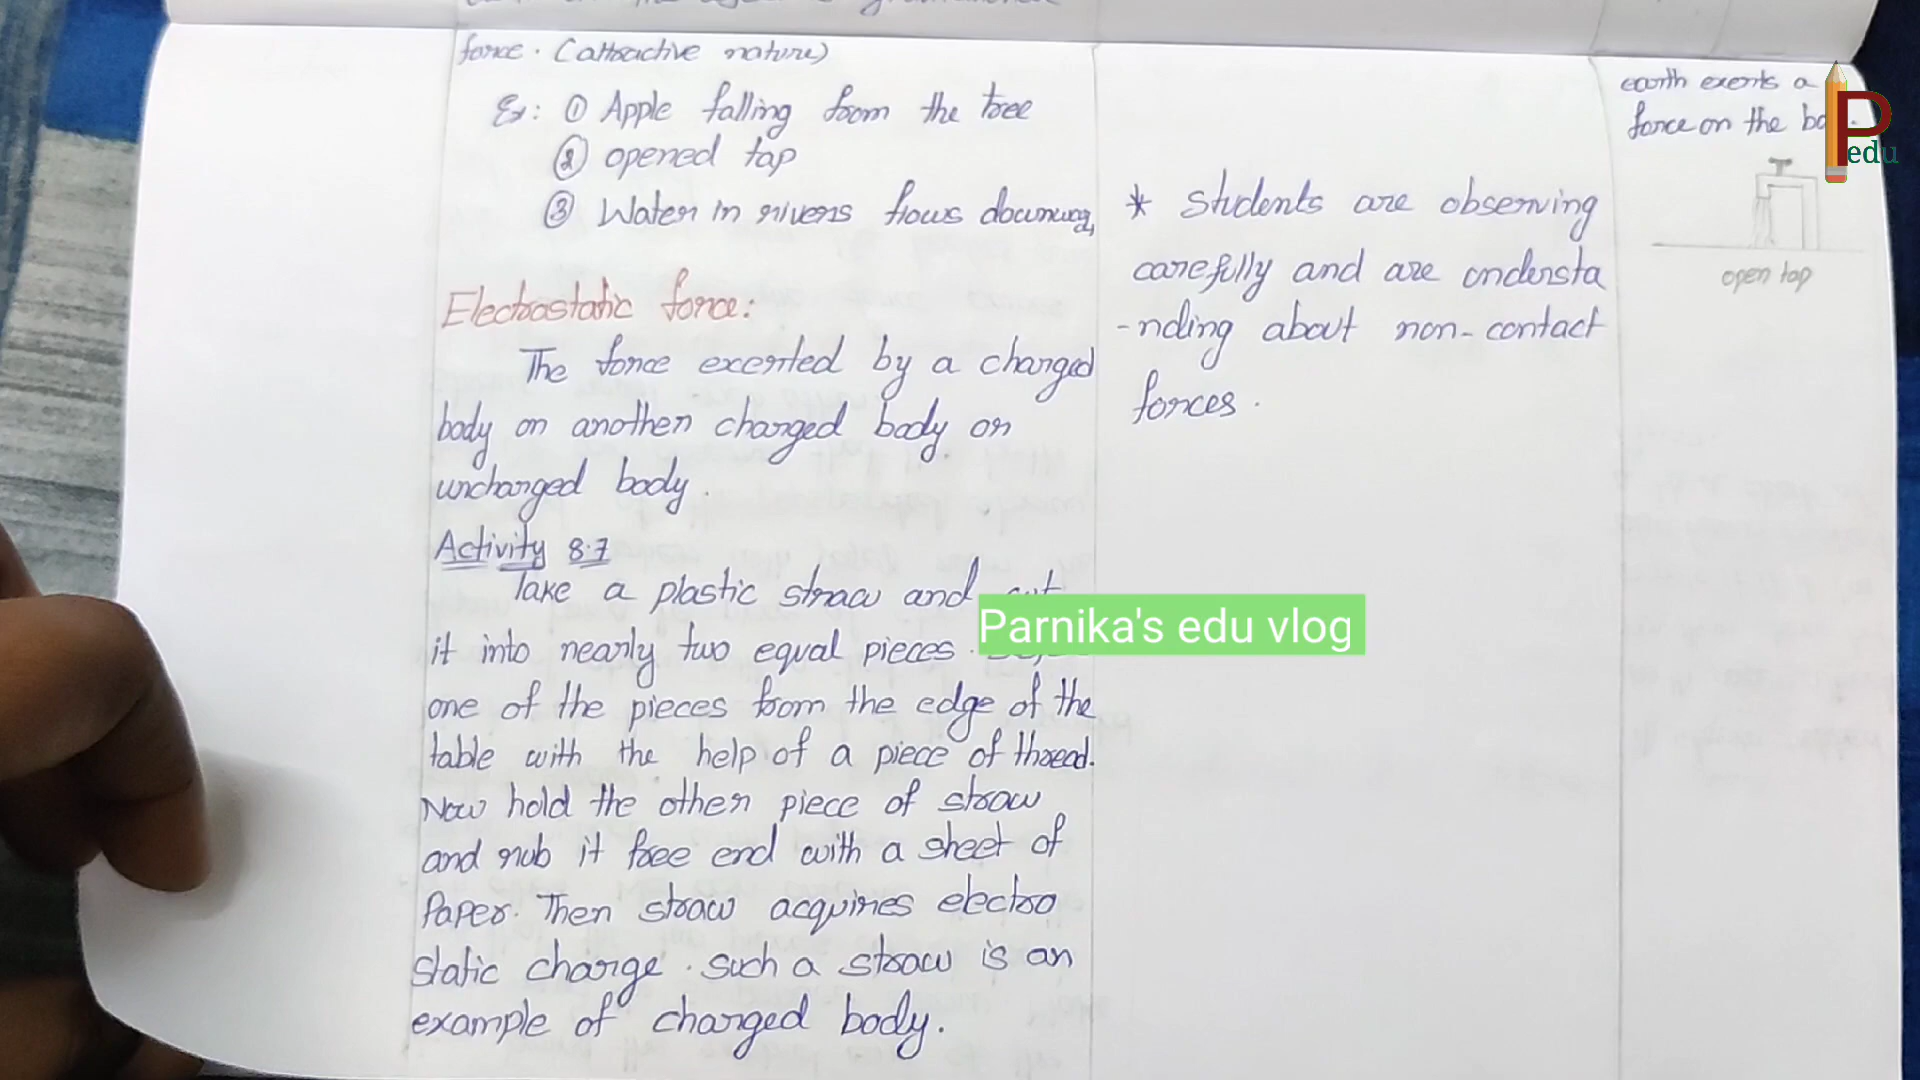 force. (attractive nature)
Ex: ① Apple falling from the tree
② opened tap
③ Water in rivers flows downway
Electrostatic force:
The force exerted by a charged
body on another charged body or
uncharged body.
Activity 8.7
Take a plastic straw and cut
it into nearly two equal pieces.
one of the pieces from the edge of the
table with the help of a piece of thread.
Now hold the other piece of straw
and rub it free end with a sheet of
Paper. Then straw acquires electro
static charge. such a straw is an
example of charged body.
* Students are observing
carefully and are understa
-nding about non-contact
forces.
earth exerts a
force on the
open tap
P
edu
Parnika's edu vlog